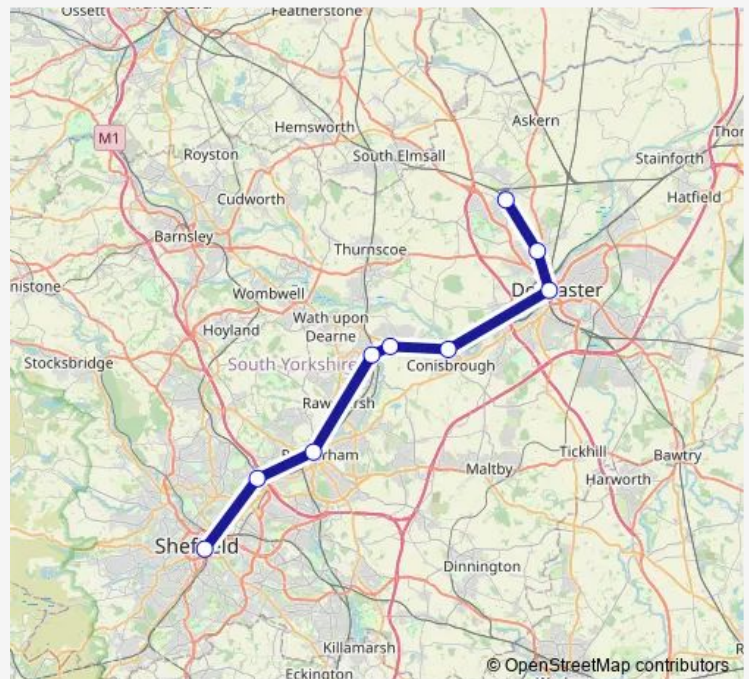 Ossett
Featherstone
M1
Hemsworth
Askern
Royston
South Elmsall
Stainforth
Cudworth
Hatfield
Barnsley
Thurnscoe
Wombwell
Wath upon
Dearne
Hoyland
Stocksbridge
South Yorkshire
Conisbrough
Maltby
Tickhill
Bawtry
Harworth
Sheffield
Dinnington
Killamarsh
Eckington
© OpenStreetMap contributors